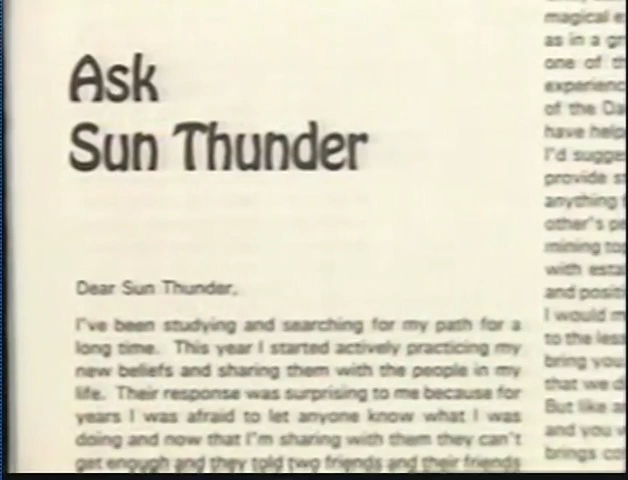 Ask
Sun Thunder
Dear Sun Thunder,
I've been studying and searching for my path for a
long time. This year I started actively practicing my
new beliefs and sharing them with the people in my
life. Their response was surprising to me because for
years I was afraid to let anyone know what I was
doing and now that I'm sharing with them they can't
get enough and they told two friends and their friends
magical
as in a
one of
experienc
of the
have help
I'd sugges
provide
anything
other's
mining
with esta
and positi
I would
to the less
bring you
that we
But like
and you
brings